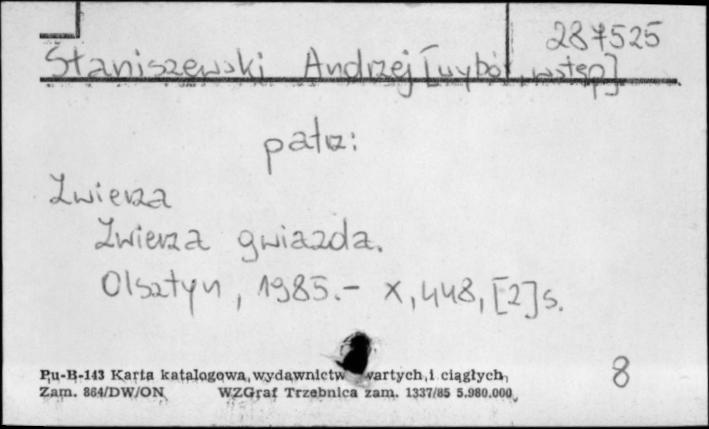 287525
Staniszewski Andrzej [wybór, wstęp]
patrz:
Zwierza
Zwierza gwiazda.
Olsztyn, 1985.- X, 448, [2] s.
8
Pu-B-143 Karta katalogowa, wydawnictw zwartych, i ciągłych,
Zam. 864/DW/ON WZGraf Trzebnica zam. 1337/85 5.980.000,